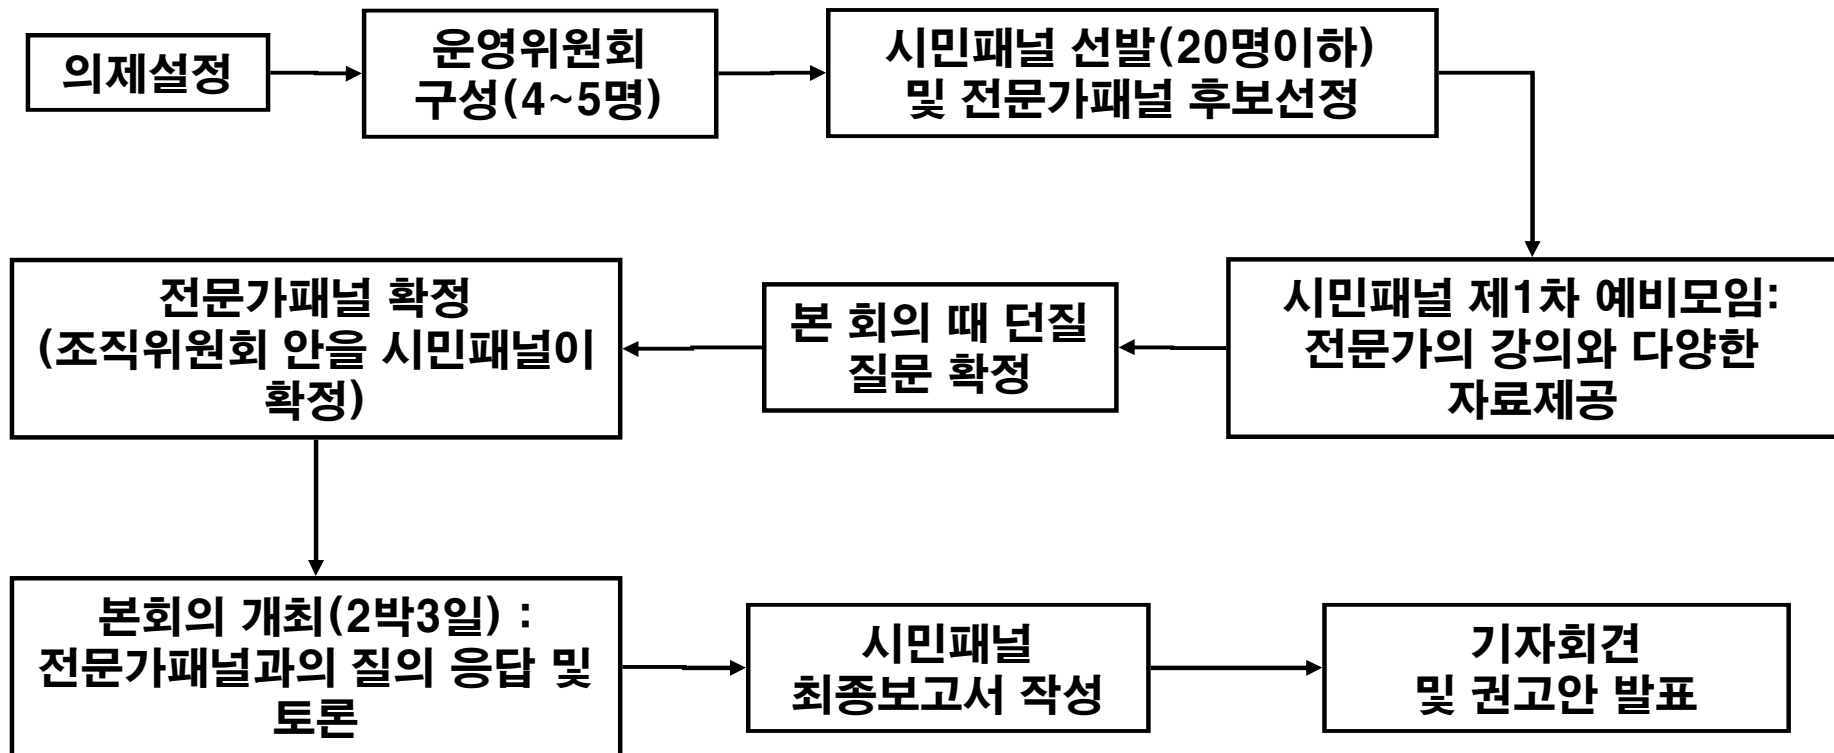 의제설정
운영위원회
구성(4~5명)
시민패널 선발(20명이하)
및 전문가패널 후보선정
시민패널 제1차 예비모임:
전문가의 강의와 다양한
자료제공
본 회의 때 던질
질문 확정
전문가패널 확정
(조직위원회 안을 시민패널이
확정)
본회의 개최(2박3일) :
전문가패널과의 질의 응답 및
토론
시민패널
최종보고서 작성
기자회견
및 권고안 발표